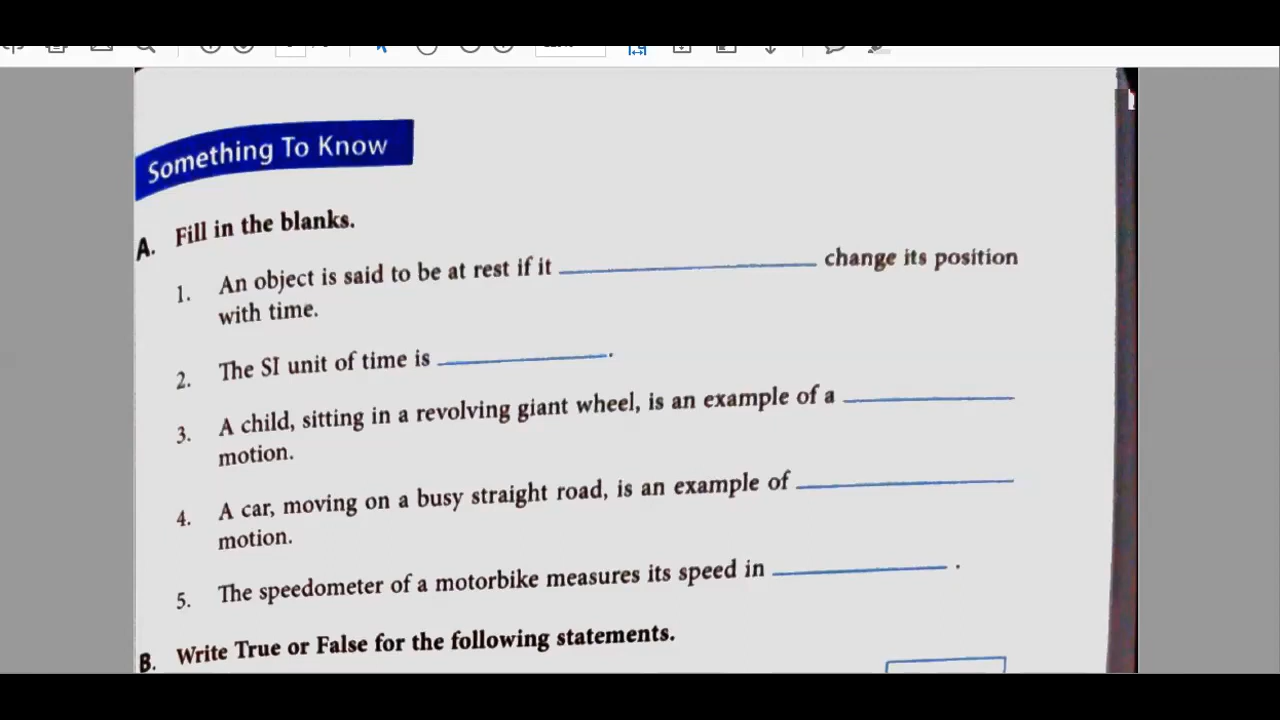 Something To Know
A. Fill in the blanks.
1. An object is said to be at rest if it ____________ change its position
with time.
2. The SI unit of time is ____________.
3. A child, sitting in a revolving giant wheel, is an example of a ____________
motion.
4. A car, moving on a busy straight road, is an example of ____________
motion.
5. The speedometer of a motorbike measures its speed in ____________.
B. Write True or False for the following statements.